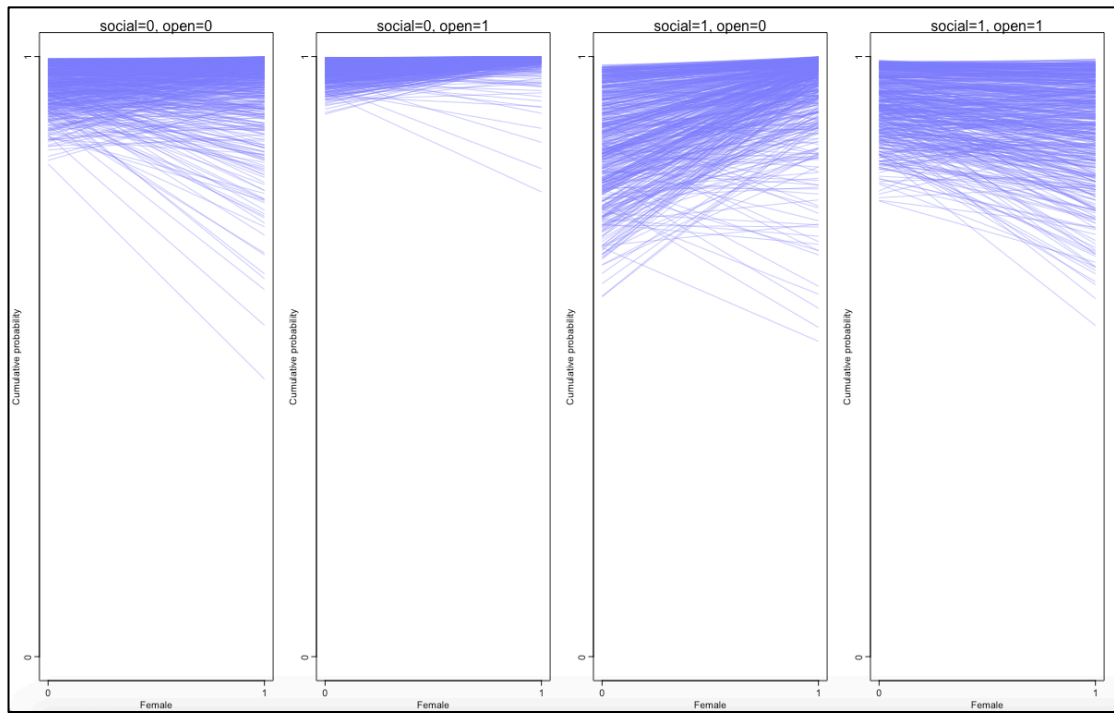 social=0, open=0
social=0, open=1
social=1, open=0
social=1, open=1
Cumulative probability
1
0
0
1
Female
Cumulative probability
1
0
0
1
Female
Cumulative probability
1
0
0
1
Female
Cumulative probability
1
0
0
1
Female